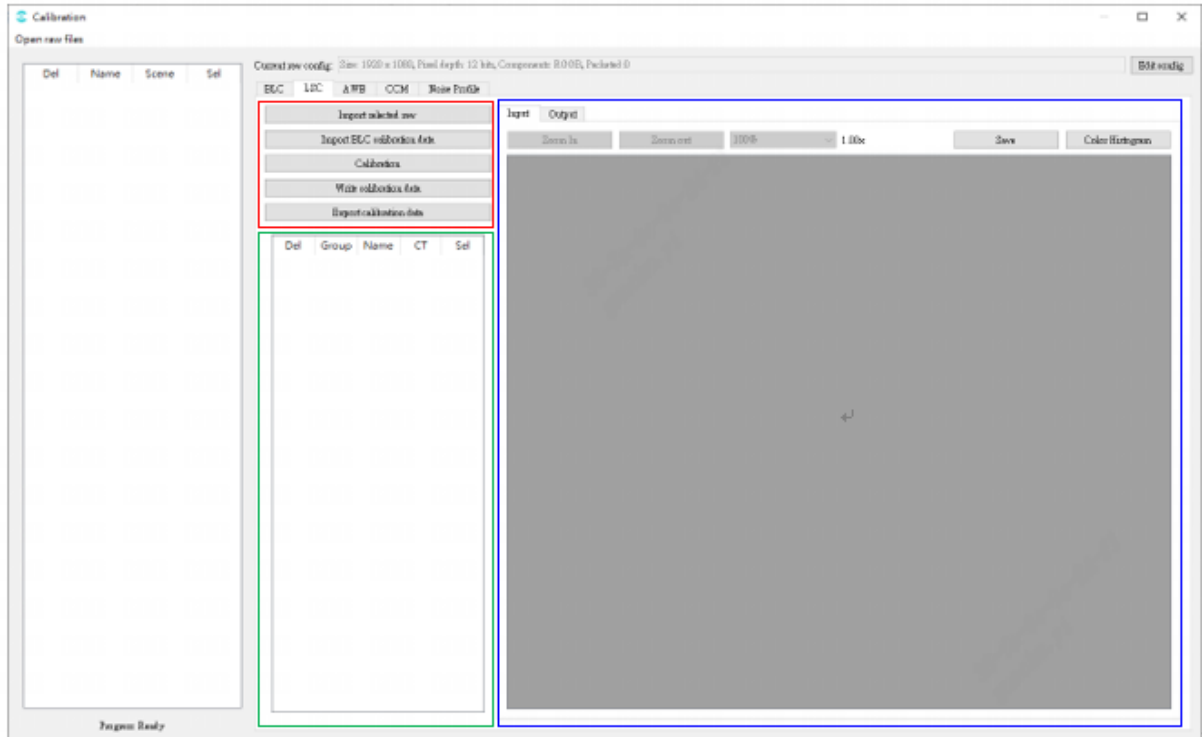 Calibration
Open raw files
Del Name Scene Sel
Current raw config: Size: 1920 x 1080, Pixel depth: 12 bits, Components: RGGB, Packeted: 0
Edit config
BLC LSC AWB CCM Noise Profile
Import selected raw
Import BLC calibration data
Calibration
Write calibration data
Export calibration data
Del Group Name CT Sel
Input Output
Zoom In Zoom out 100% 1.00x Save Color Histogram
Progress: Ready